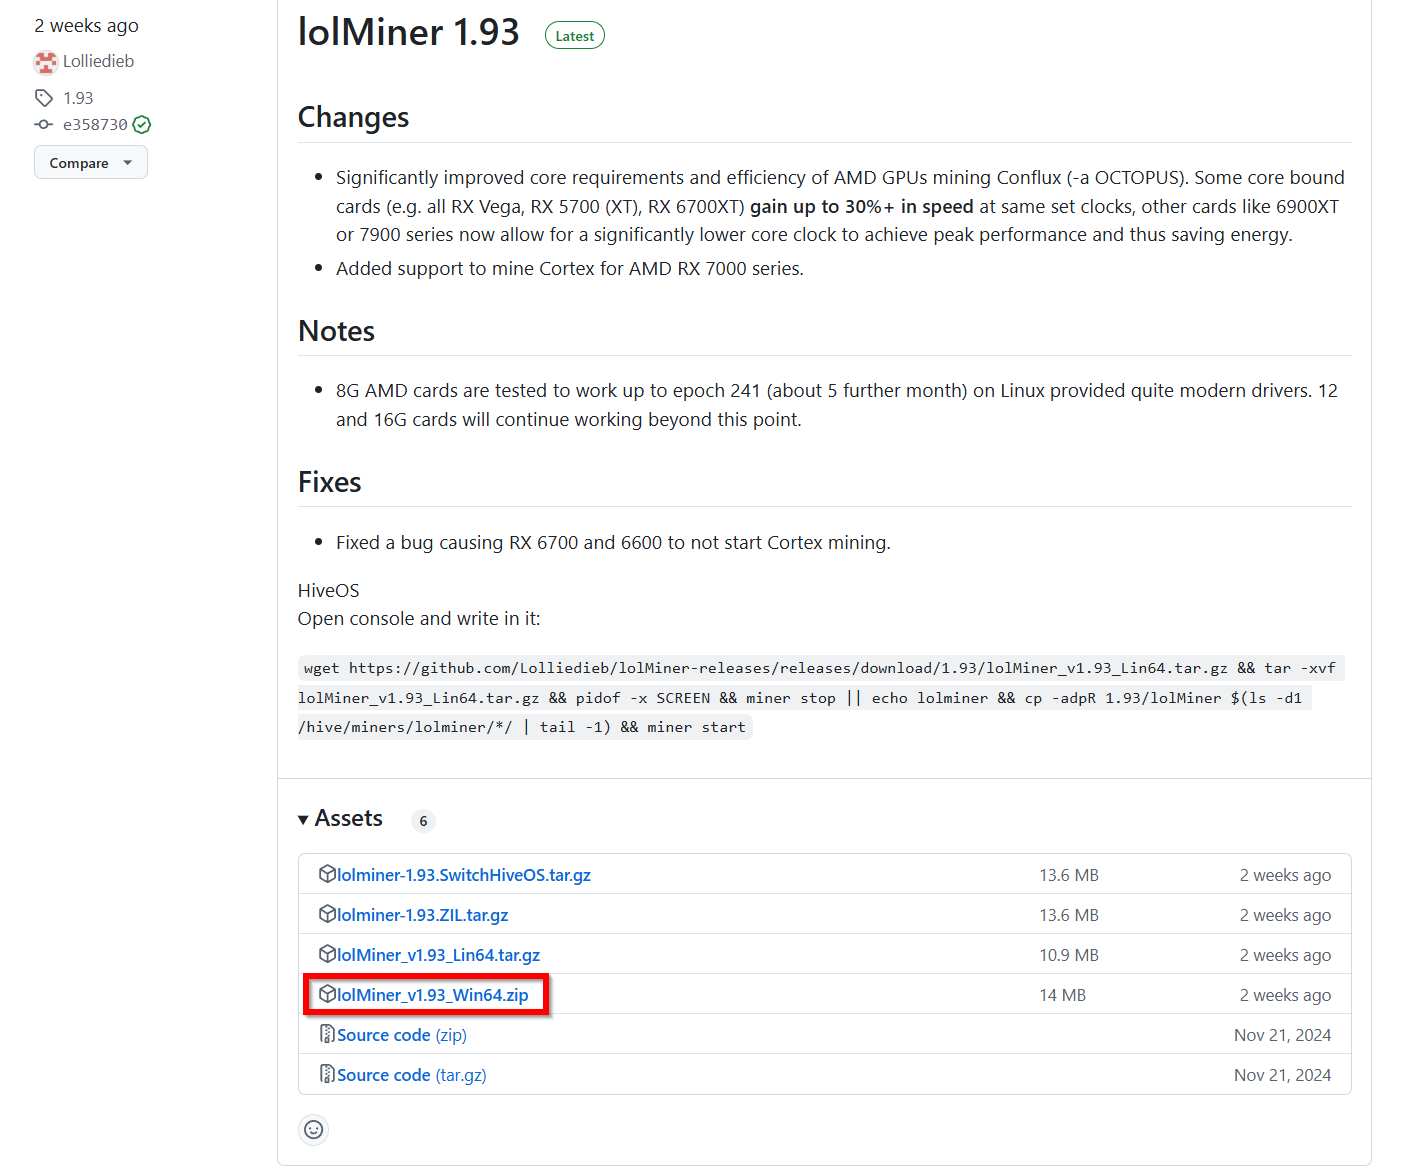 2 weeks ago
Lolliedieb
1.93
e358730
Compare
lolMiner 1.93 Latest
Changes
Significantly improved core requirements and efficiency of AMD GPUs mining Conflux (-a OCTOPUS). Some core bound
cards (e.g. all RX Vega, RX 5700 (XT), RX 6700XT) gain up to 30%+ in speed at same set clocks, other cards like 6900XT
or 7900 series now allow for a significantly lower core clock to achieve peak performance and thus saving energy.
Added support to mine Cortex for AMD RX 7000 series.
Notes
8G AMD cards are tested to work up to epoch 241 (about 5 further month) on Linux provided quite modern drivers. 12
and 16G cards will continue working beyond this point.
Fixes
Fixed a bug causing RX 6700 and 6600 to not start Cortex mining.
HiveOS
Open console and write in it:
wget https://github.com/Lolliedieb/lolMiner-releases/releases/download/1.93/lolMiner_v1.93_Lin64.tar.gz && tar -xvf
lolMiner_v1.93_Lin64.tar.gz && pidof -x SCREEN && miner stop || echo lolminer && cp -adpR 1.93/lolMiner $(ls -d1
/hive/miners/lolminer/*/ | tail -1) && miner start
Assets 6
lolminer-1.93.SwitchHiveOS.tar.gz 13.6 MB 2 weeks ago
lolminer-1.93.ZIL.tar.gz 13.6 MB 2 weeks ago
lolMiner_v1.93_Lin64.tar.gz 10.9 MB 2 weeks ago
lolMiner_v1.93_Win64.zip 14 MB 2 weeks ago
Source code (zip) Nov 21, 2024
Source code (tar.gz) Nov 21, 2024